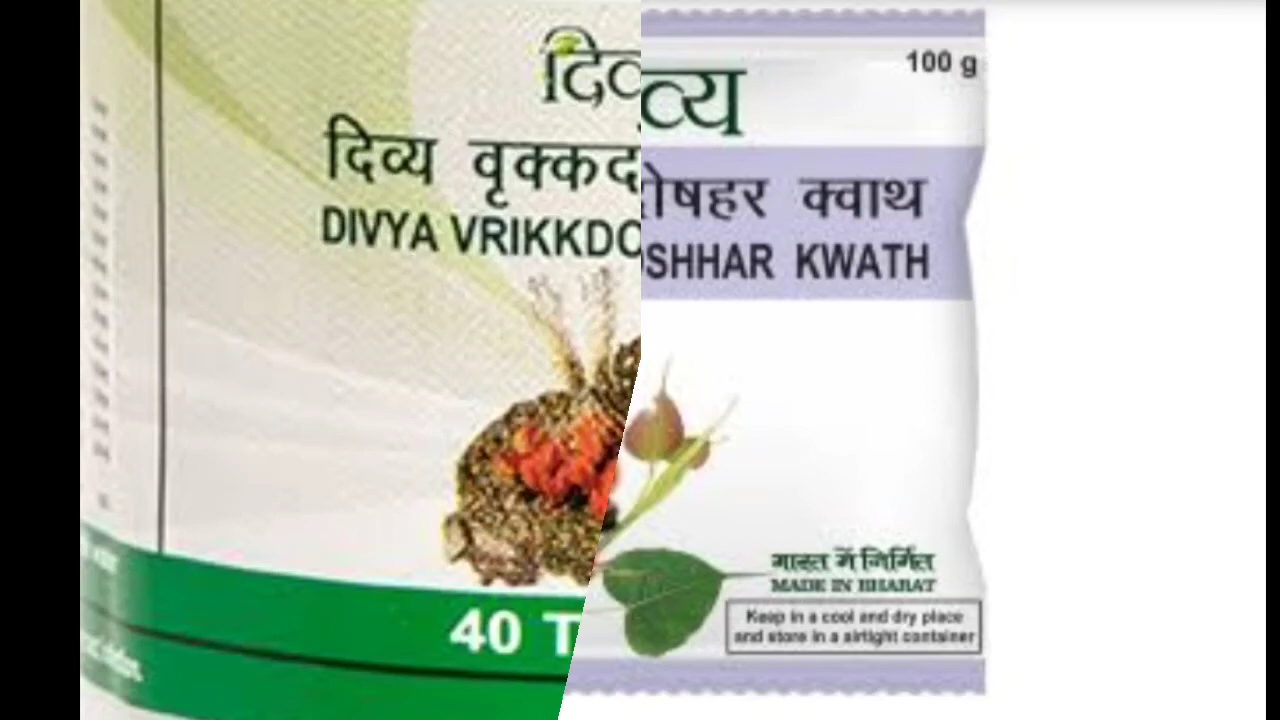 दिव
दिव्य वृक्कद
DIVYA VRIKKDO
40 T
व्य
100 g
ोषहर क्वाथ
OSHHAR KWATH
भारत में निर्मित
MADE IN BHARAT
Keep in a cool and dry place
and store in a airtight container